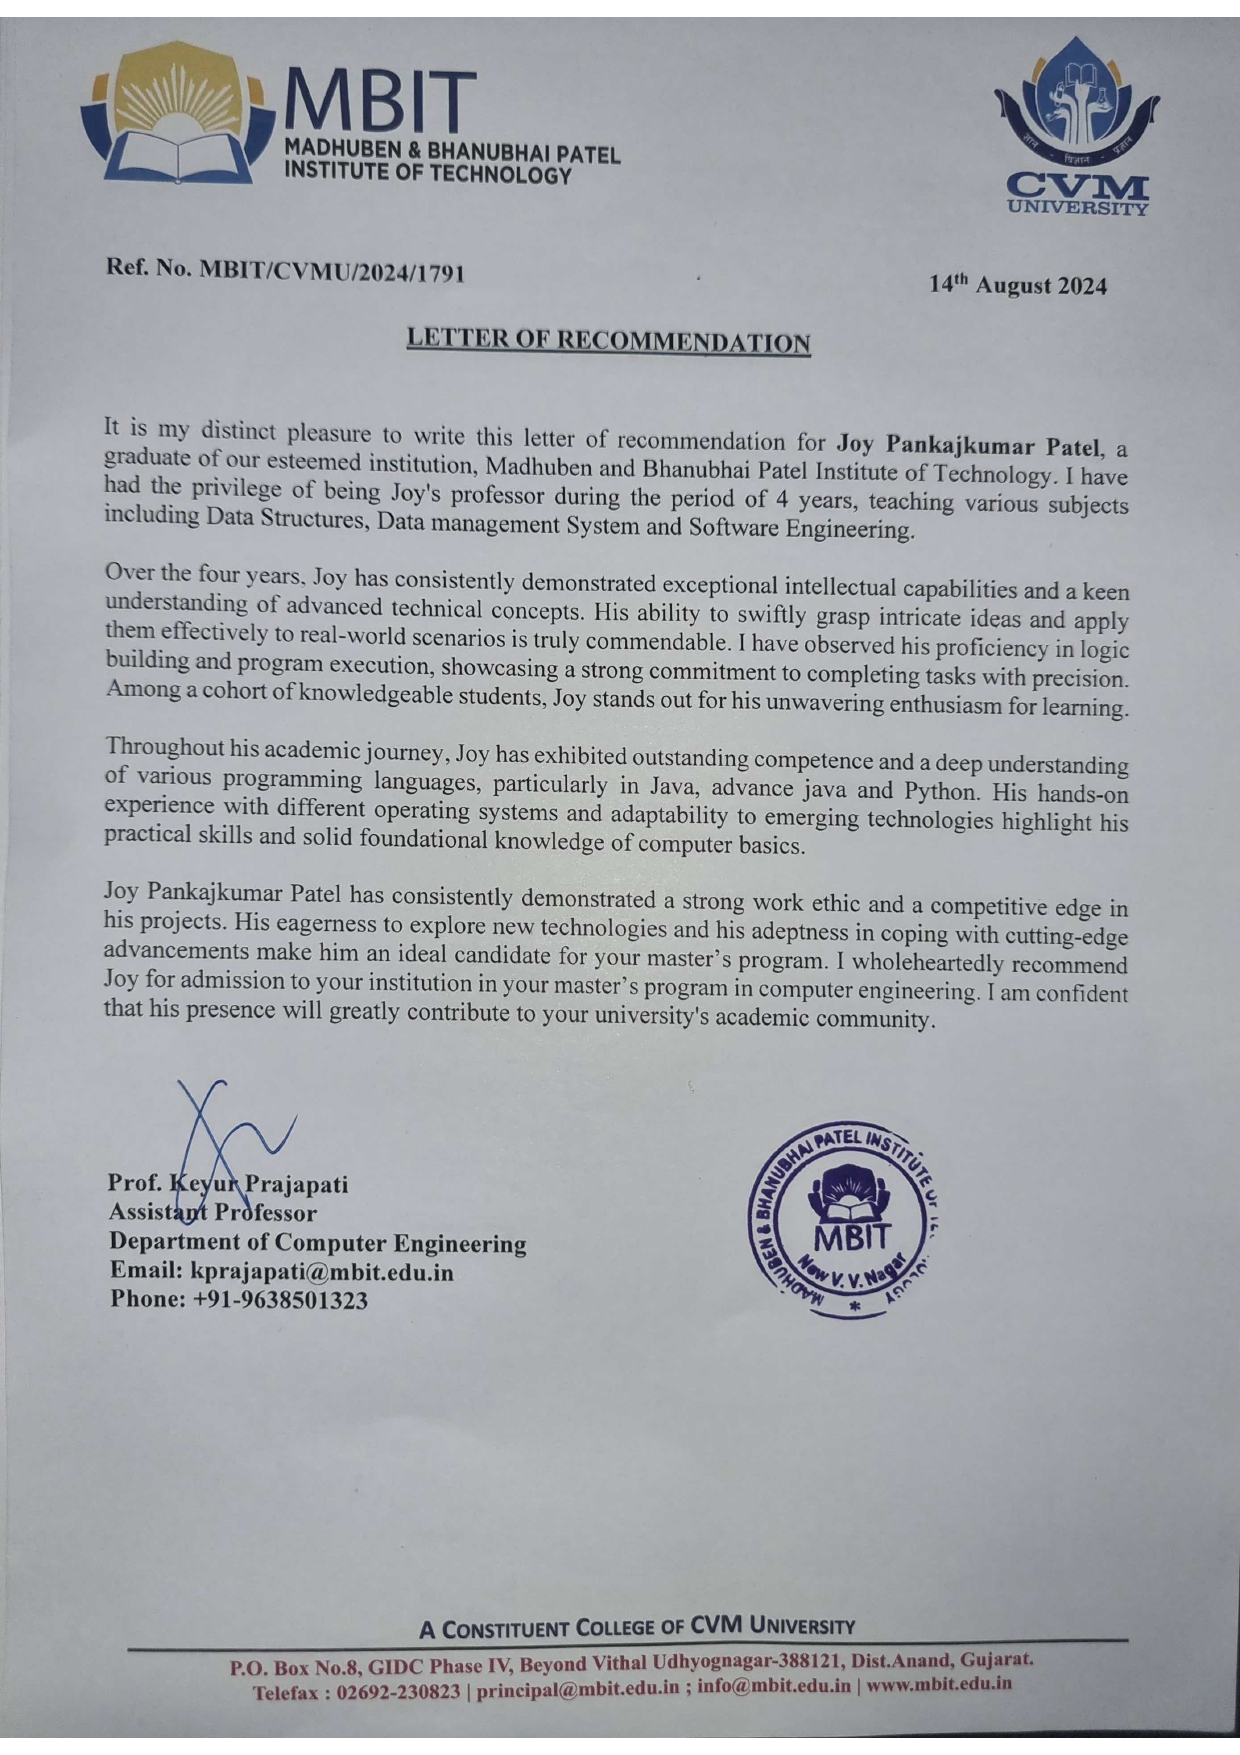 MBIT
MADHUBEN & BHANUBHAI PATEL
INSTITUTE OF TECHNOLOGY
ज्ञान - विज्ञान - प्रज्ञान
CVM
UNIVERSITY
Ref. No. MBIT/CVMU/2024/1791
14th August 2024
LETTER OF RECOMMENDATION
It is my distinct pleasure to write this letter of recommendation for Joy Pankajkumar Patel, a
graduate of our esteemed institution, Madhuben and Bhanubhai Patel Institute of Technology. I have
had the privilege of being Joy's professor during the period of 4 years, teaching various subjects
including Data Structures, Data management System and Software Engineering.
Over the four years, Joy has consistently demonstrated exceptional intellectual capabilities and a keen
understanding of advanced technical concepts. His ability to swiftly grasp intricate ideas and apply
them effectively to real-world scenarios is truly commendable. I have observed his proficiency in logic
building and program execution, showcasing a strong commitment to completing tasks with precision.
Among a cohort of knowledgeable students, Joy stands out for his unwavering enthusiasm for learning.
Throughout his academic journey, Joy has exhibited outstanding competence and a deep understanding
of various programming languages, particularly in Java, advance java and Python. His hands-on
experience with different operating systems and adaptability to emerging technologies highlight his
practical skills and solid foundational knowledge of computer basics.
Joy Pankajkumar Patel has consistently demonstrated a strong work ethic and a competitive edge in
his projects. His eagerness to explore new technologies and his adeptness in coping with cutting-edge
advancements make him an ideal candidate for your master’s program. I wholeheartedly recommend
Joy for admission to your institution in your master’s program in computer engineering. I am confident
that his presence will greatly contribute to your university's academic community.
Prof. Keyur Prajapati
Assistant Professor
Department of Computer Engineering
Email: kprajapati@mbit.edu.in
Phone: +91-9638501323
MADHUBEN & BHANUBHAI PATEL INSTITUTE
MBIT
New V. V. Nagar
A CONSTITUENT COLLEGE OF CVM UNIVERSITY
P.O. Box No.8, GIDC Phase IV, Beyond Vithal Udhyognagar-388121, Dist.Anand, Gujarat.
Telefax : 02692-230823 | principal@mbit.edu.in ; info@mbit.edu.in | www.mbit.edu.in